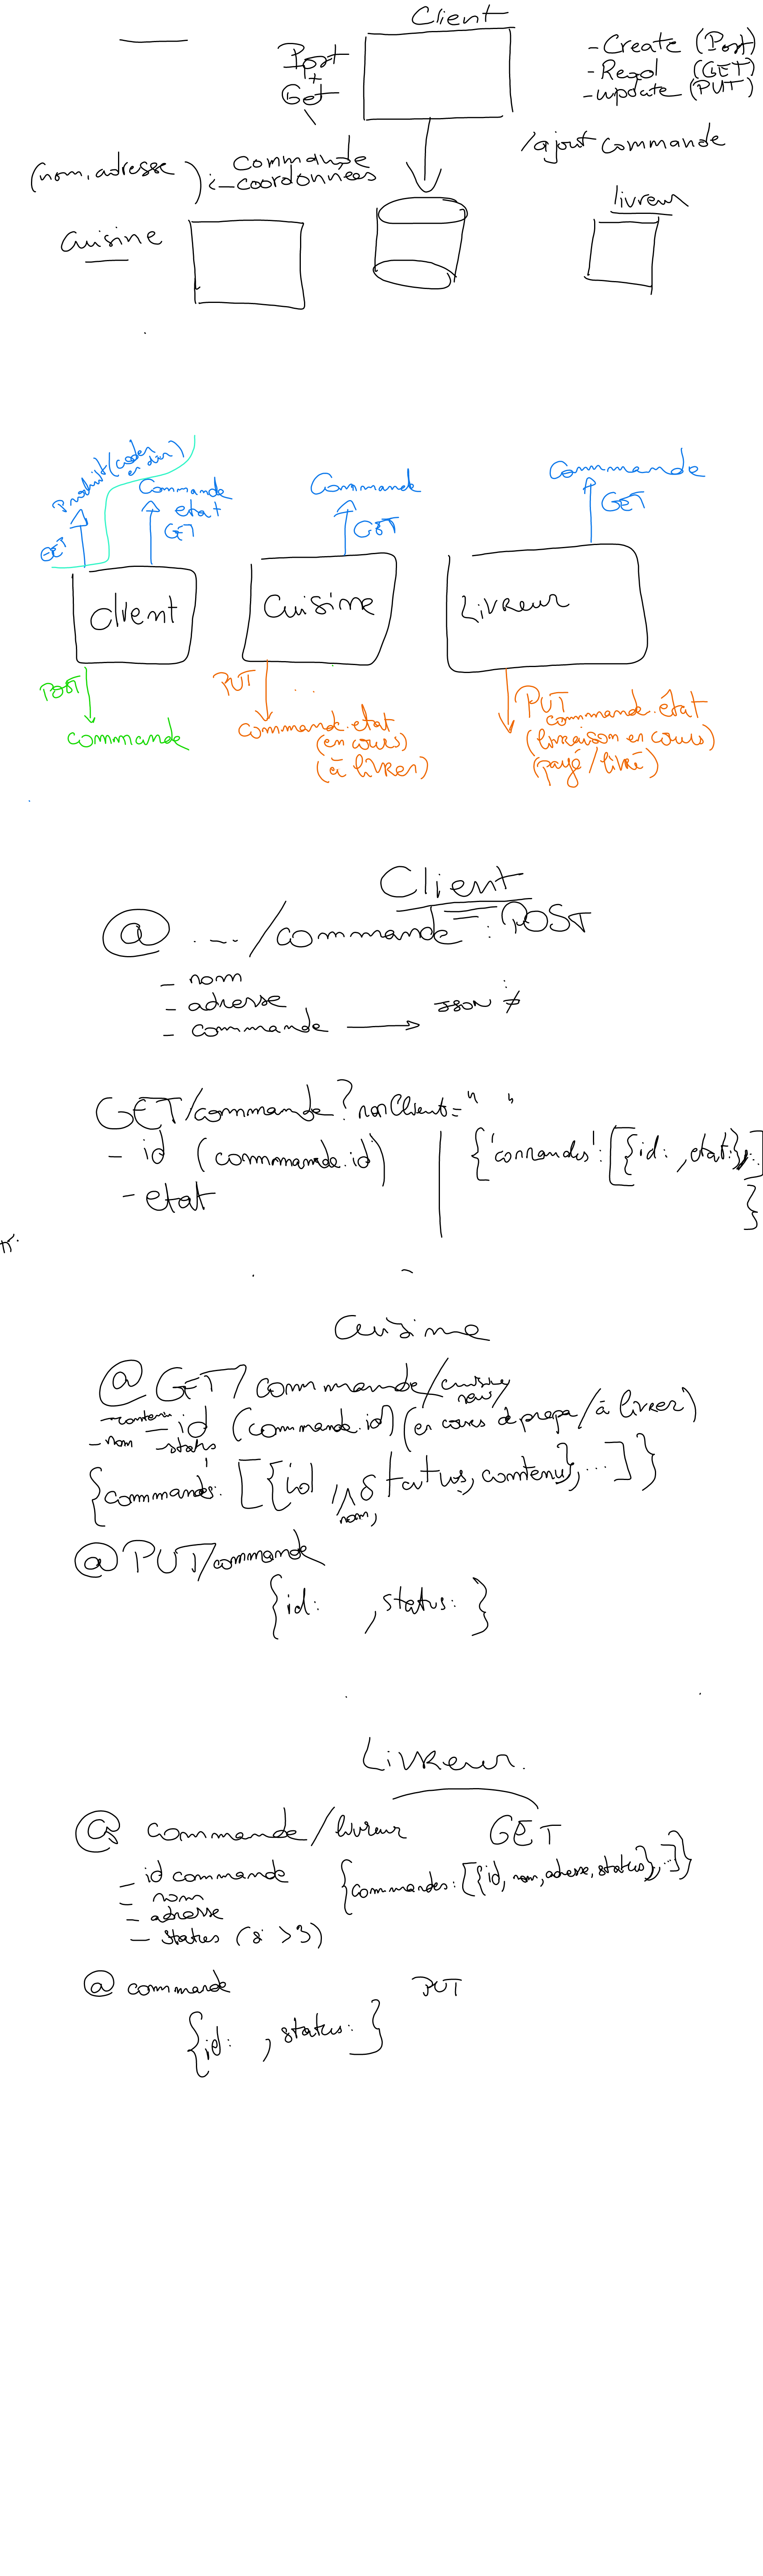 Client
Post
+
Get
- Create (Post)
- Read (GET)
- update (PUT)
/ajout commande
(nom, adresse ) : - commande
- coordonnées
livreur
Cuisine
Produit (coder en dur)
GET
Commande
etat
GET
Commande
GET
Commande
GET
Client
Cuisine
Livreur
POST
commande
PUT
commande.etat
(en cours)
(à livrer)
PUT
commande.état
(livraison en cours)
(payé/livré)
Client
@ .../commande : POST
- nom
- adresse
- commande → JSON
GET/commande?nomClient=" "
- id (commande.id)
- etat
{'commandes':[{id: ,etat:},...]
}
Cuisine
@ GET/commande/cuisine
- contenu
- id (commande.id) (en cours de prepa/à livrer)
- nom - status
{commandes: [{id , nom, status, contenu},...]}
@ PUT/commande
{id: ,status: }
Livreur.
@ commande/livreur GET
- id commande
- nom
- adresse
- status (si >3)
{commandes:[{id, nom, adresse, status},...]}
@ commande PUT
{id: , status: }